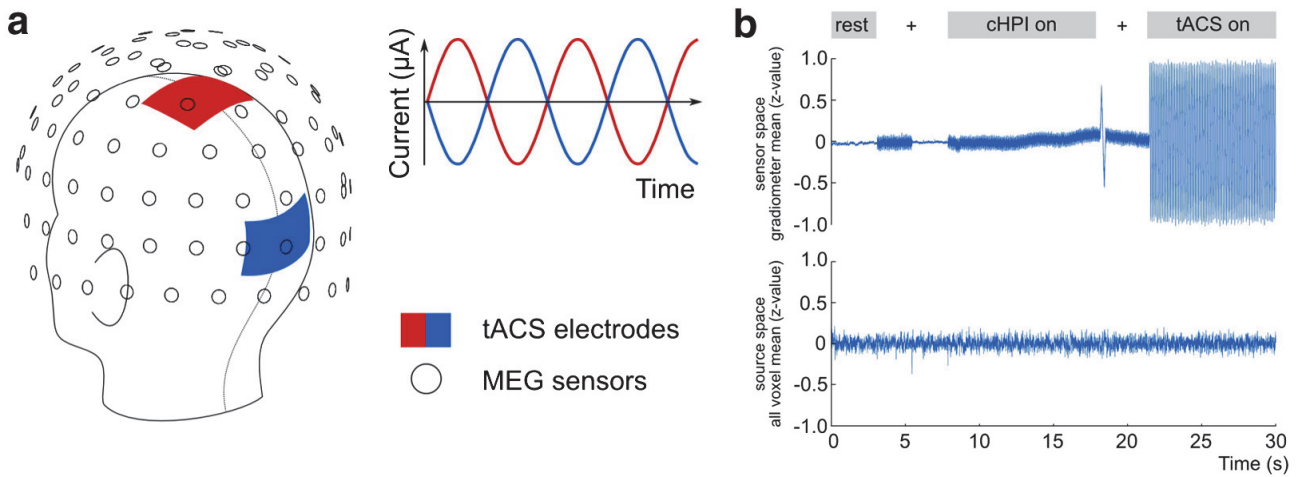 a
Current (µA)
Time
tACS electrodes
MEG sensors
b
rest + cHPI on + tACS on
sensor space
gradiometer mean (z-value)
1.0
0.5
0
-0.5
-1.0
source space
all voxel mean (z-value)
1.0
0.5
0
-0.5
-1.0
0 5 10 15 20 25 30
Time (s)